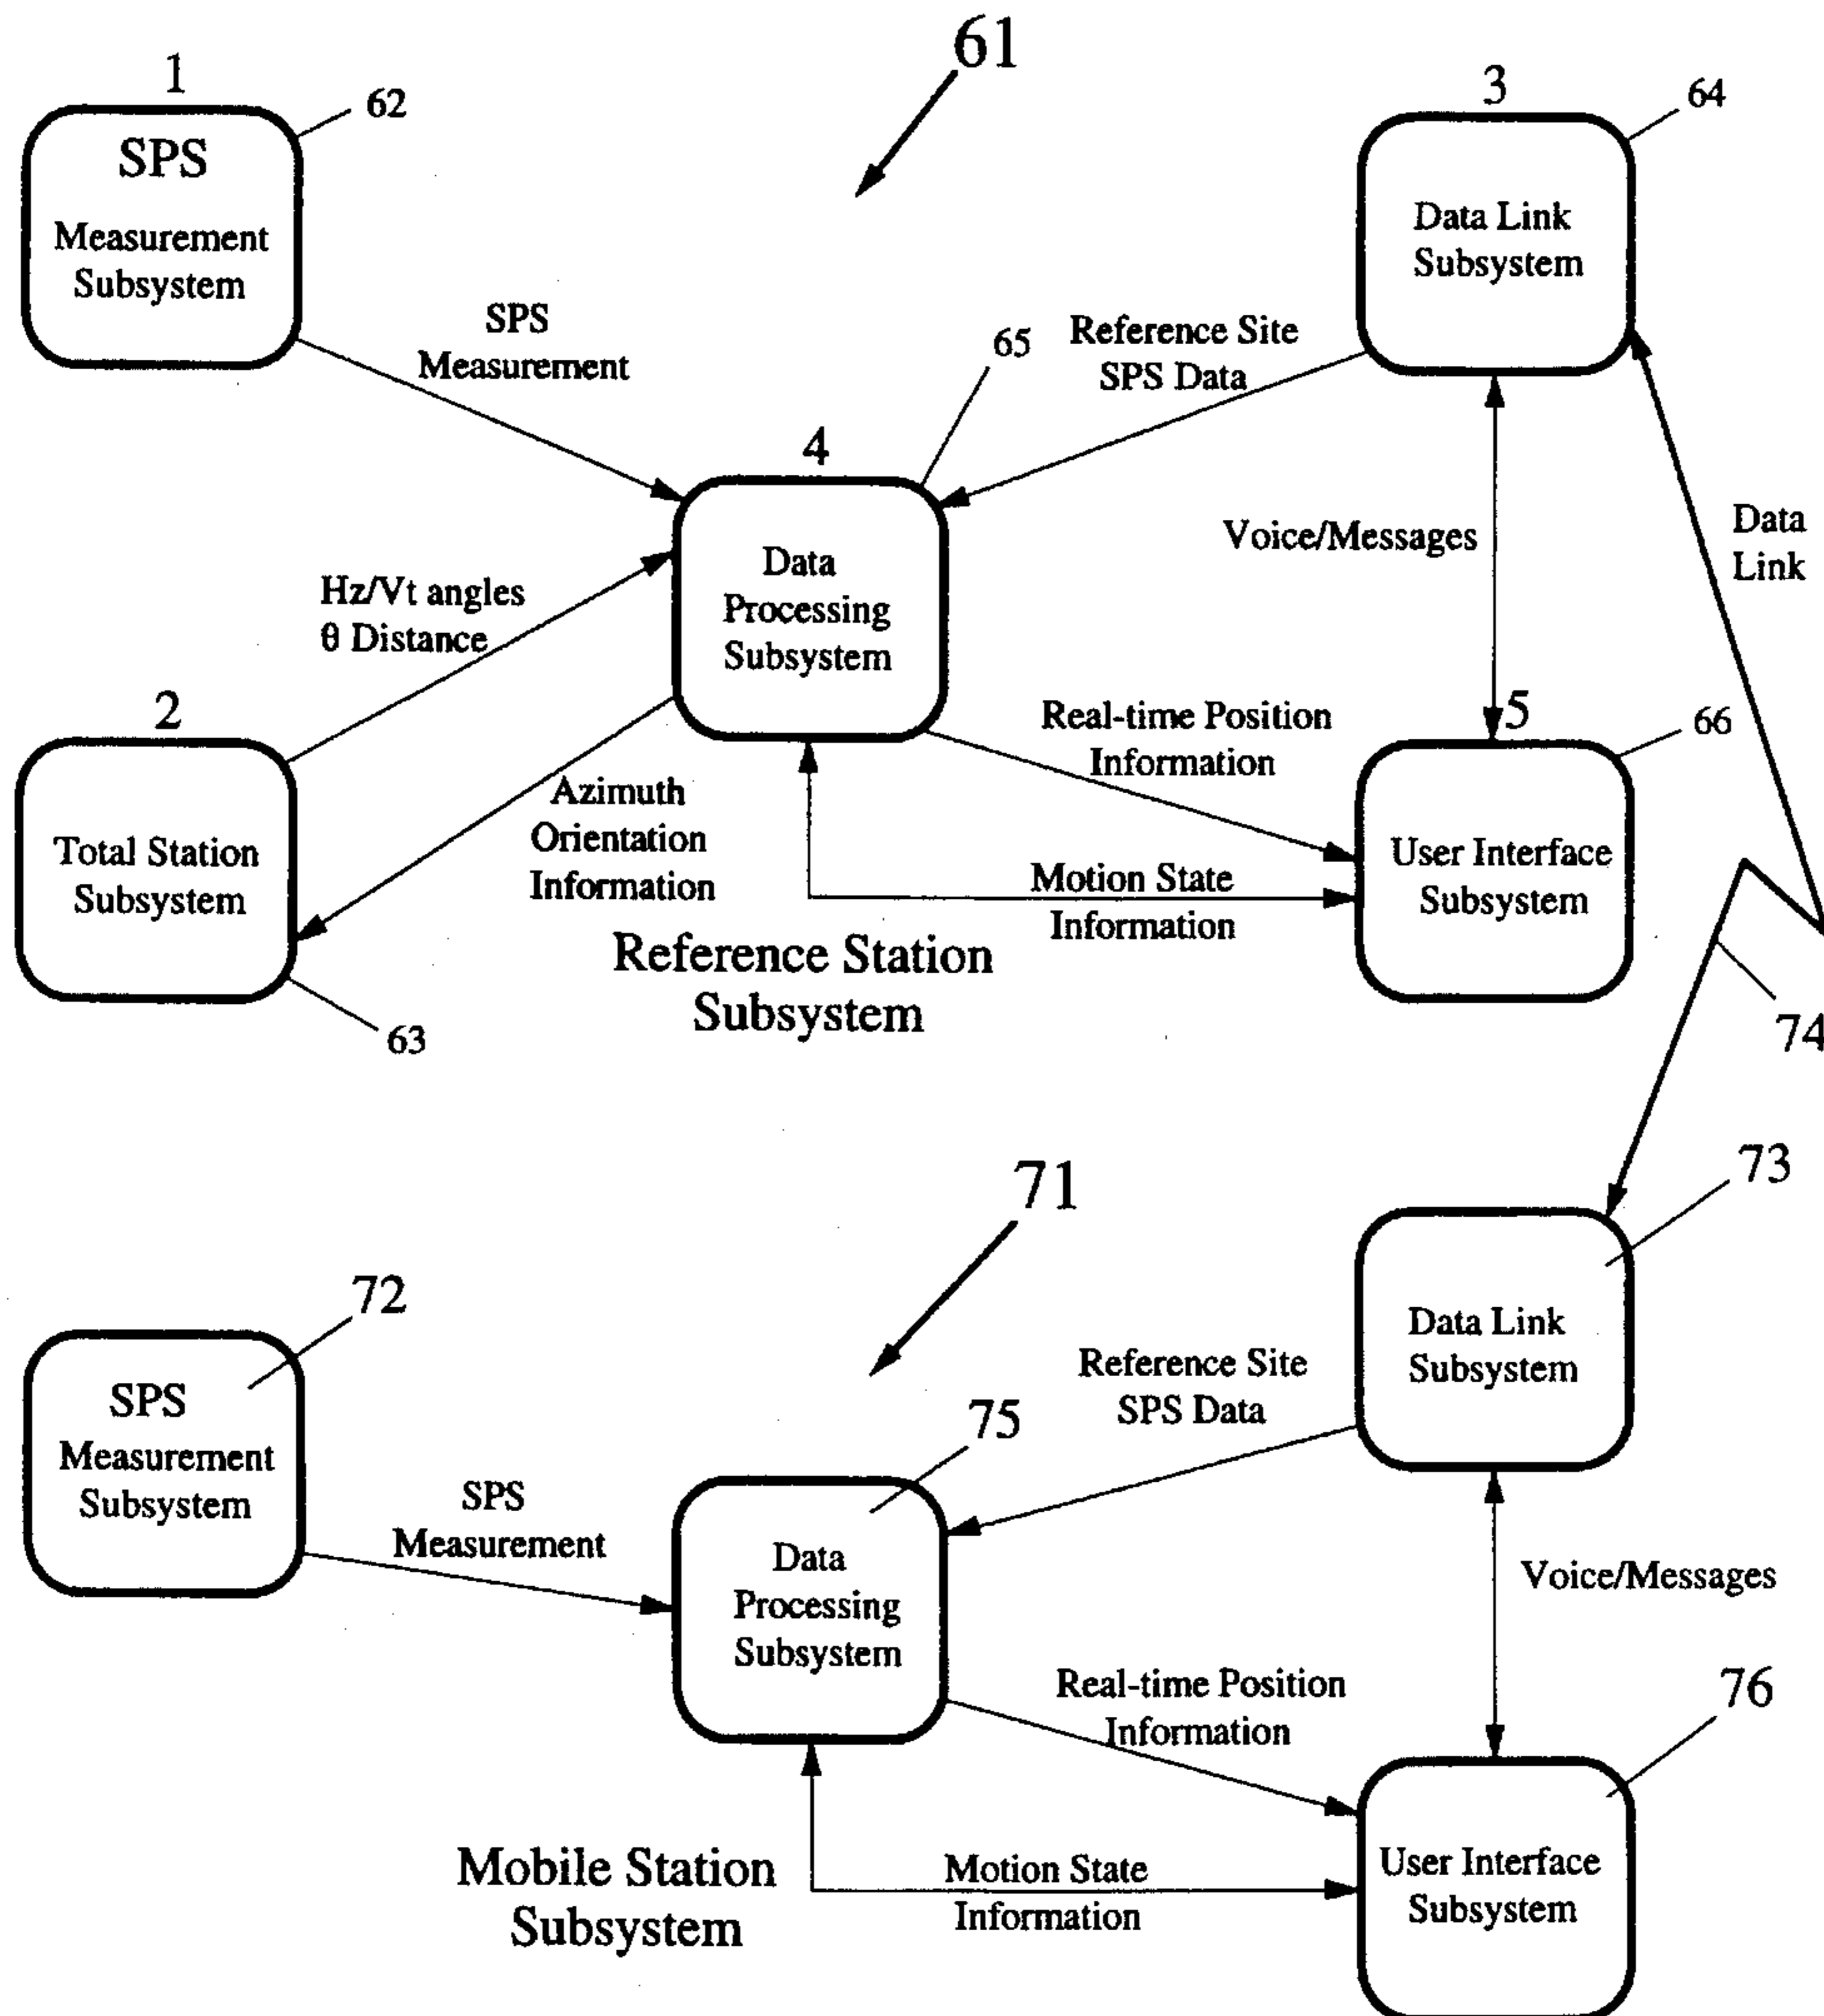 61
1
62
SPS
Measurement
Subsystem
3
64
Data Link
Subsystem
SPS
Measurement
65
Reference Site
SPS Data
4
Data
Processing
Subsystem
Voice/Messages
Data
Link
Hz/Vt angles
θ Distance
2
Total Station
Subsystem
63
Azimuth
Orientation
Information
Real-time Position
Information
5
66
User Interface
Subsystem
Motion State
Information
Reference Station
Subsystem
74
71
73
Data Link
Subsystem
72
SPS
Measurement
Subsystem
Reference Site
SPS Data
75
SPS
Measurement
Data
Processing
Subsystem
Voice/Messages
Real-time Position
Information
76
User Interface
Subsystem
Motion State
Information
Mobile Station
Subsystem